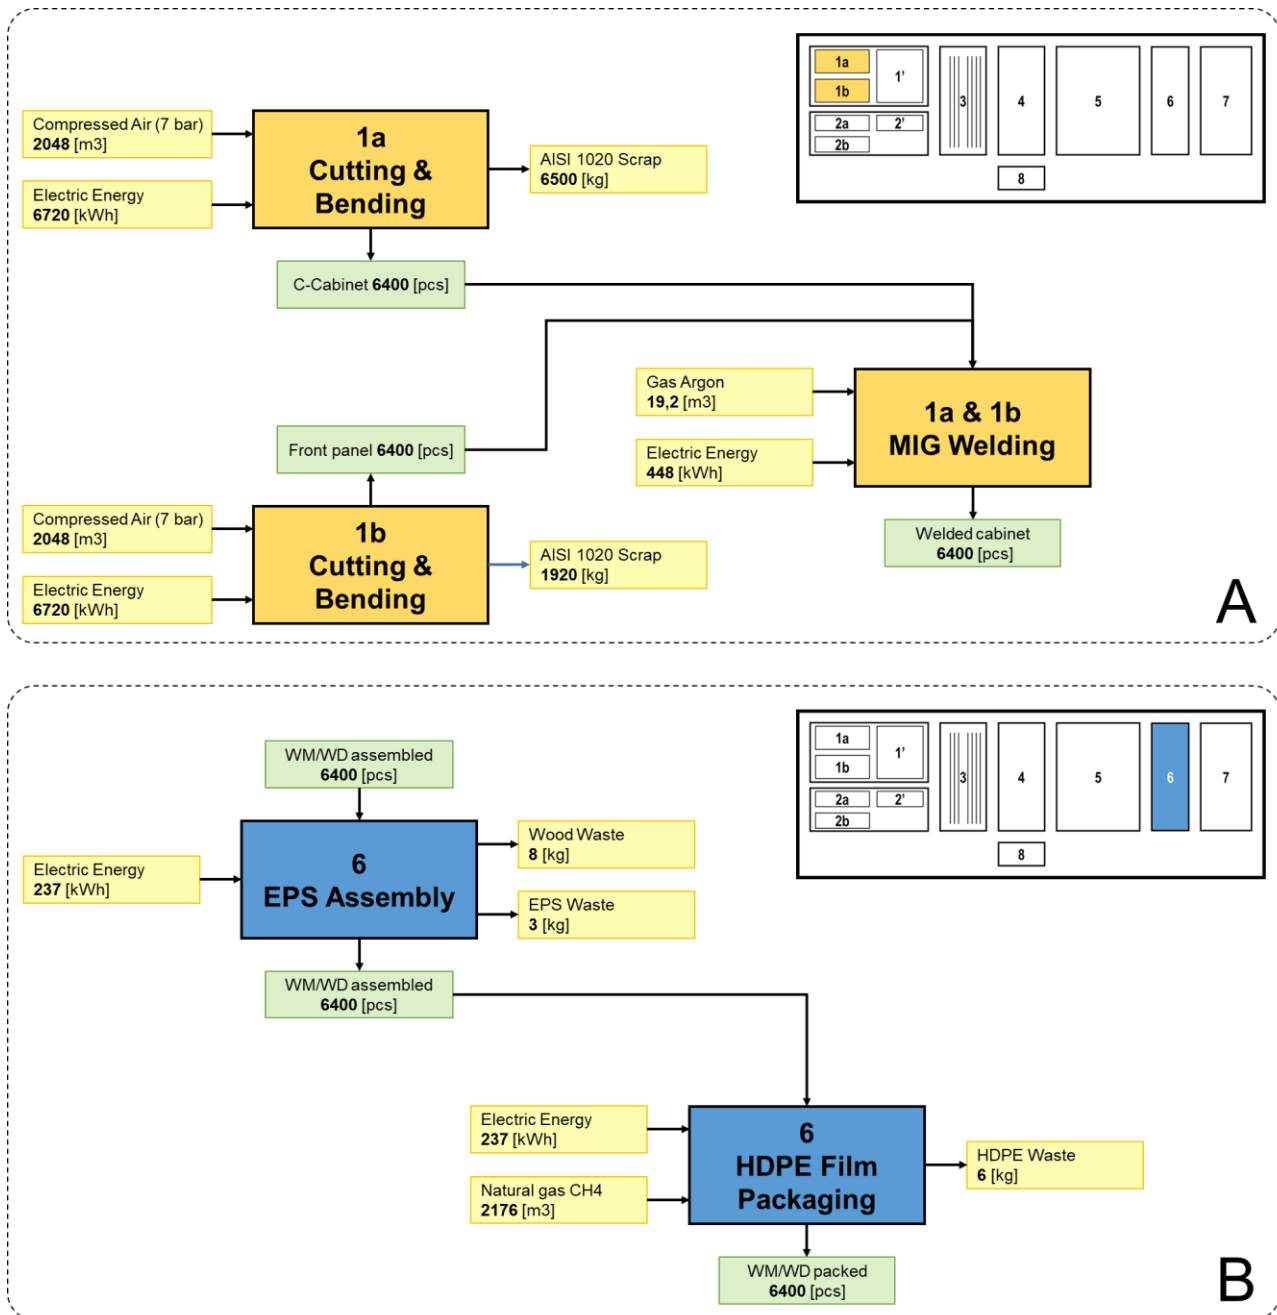 Compressed Air (7 bar)
2048 [m3]
Electric Energy
6720 [kWh]
1a
Cutting &
Bending
AISI 1020 Scrap
6500 [kg]
C-Cabinet 6400 [pcs]
1a
1b
1'
2a
2'
2b
3
4
5
6
7
8
Gas Argon
19,2 [m3]
Electric Energy
448 [kWh]
1a & 1b
MIG Welding
Front panel 6400 [pcs]
Compressed Air (7 bar)
2048 [m3]
Electric Energy
6720 [kWh]
1b
Cutting &
Bending
AISI 1020 Scrap
1920 [kg]
Welded cabinet
6400 [pcs]
A
WM/WD assembled
6400 [pcs]
Electric Energy
237 [kWh]
6
EPS Assembly
Wood Waste
8 [kg]
EPS Waste
3 [kg]
WM/WD assembled
6400 [pcs]
1a
1b
1'
2a
2'
2b
3
4
5
6
7
8
Electric Energy
237 [kWh]
Natural gas CH4
2176 [m3]
6
HDPE Film
Packaging
HDPE Waste
6 [kg]
WM/WD packed
6400 [pcs]
B